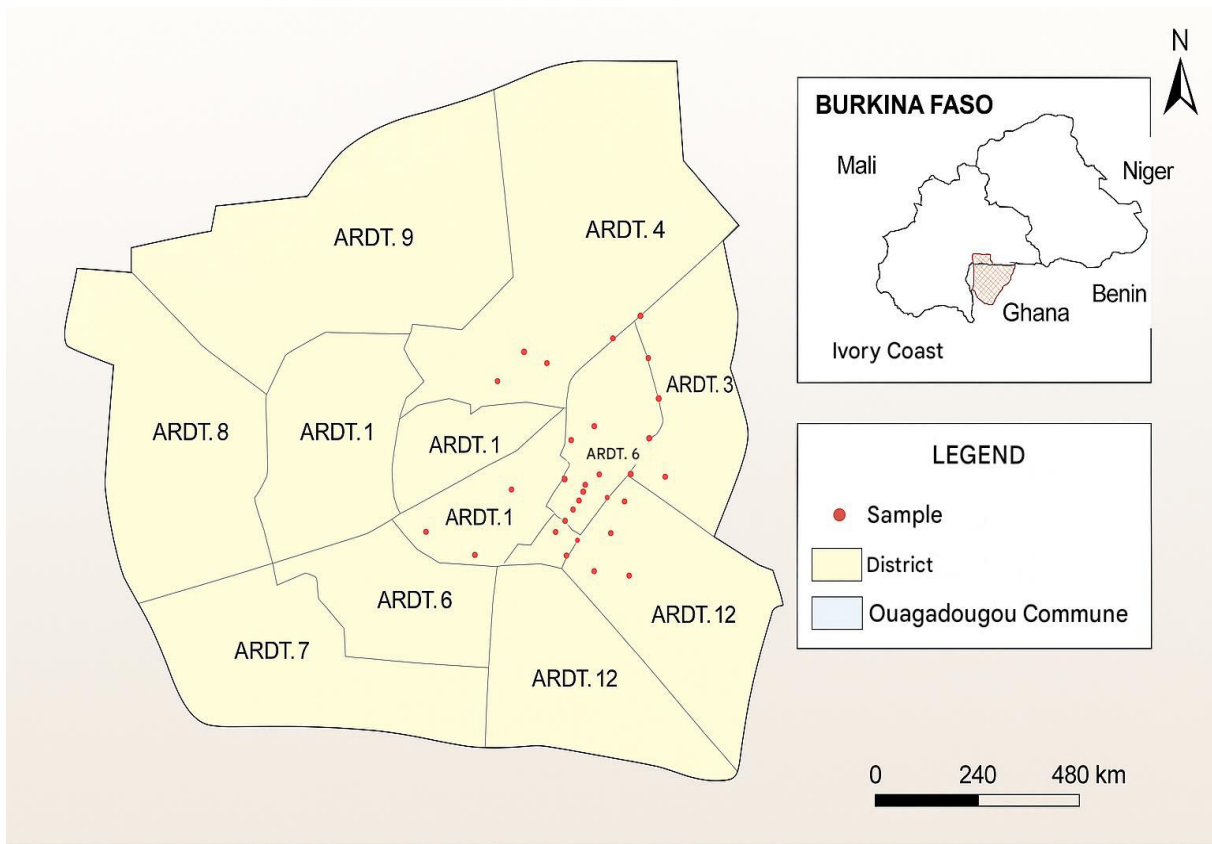 N
BURKINA FASO
Mali
Niger
Benin
Ghana
Ivory Coast
ARDT. 9
ARDT. 4
ARDT. 3
ARDT. 8
ARDT. 1
ARDT. 1
ARDT. 6
ARDT. 1
ARDT. 6
ARDT. 12
ARDT. 7
ARDT. 12
LEGEND
Sample
District
Ouagadougou Commune
0 240 480 km